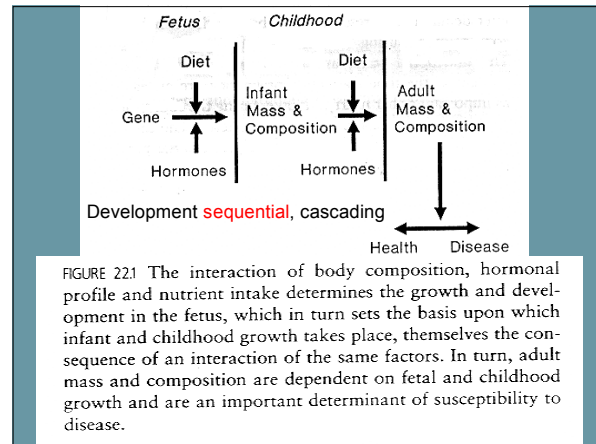 Fetus Childhood
Diet Diet
Infant Adult
Gene Mass & Mass &
Composition Composition
Hormones Hormones
Development sequential, cascading
Health Disease
FIGURE 22.1 The interaction of body composition, hormonal
profile and nutrient intake determines the growth and devel-
opment in the fetus, which in turn sets the basis upon which
infant and childhood growth takes place, themselves the con-
sequence of an interaction of the same factors. In turn, adult
mass and composition are dependent on fetal and childhood
growth and are an important determinant of susceptibility to
disease.